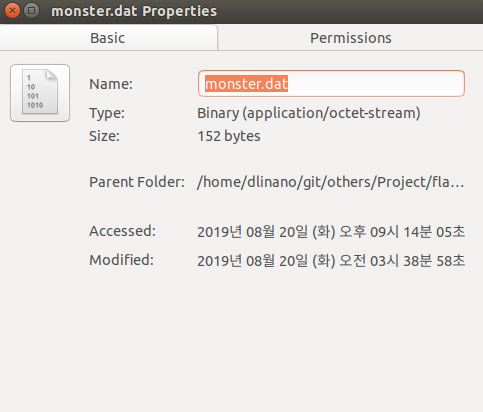 monster.dat Properties
Basic Permissions
1
10
101
1010
Name: monster.dat
Type: Binary (application/octet-stream)
Size: 152 bytes
Parent Folder: /home/dlinano/git/others/Project/fla…
Accessed: 2019년 08월 20일 (화) 오후 09시 14분 05초
Modified: 2019년 08월 20일 (화) 오전 03시 38분 58초